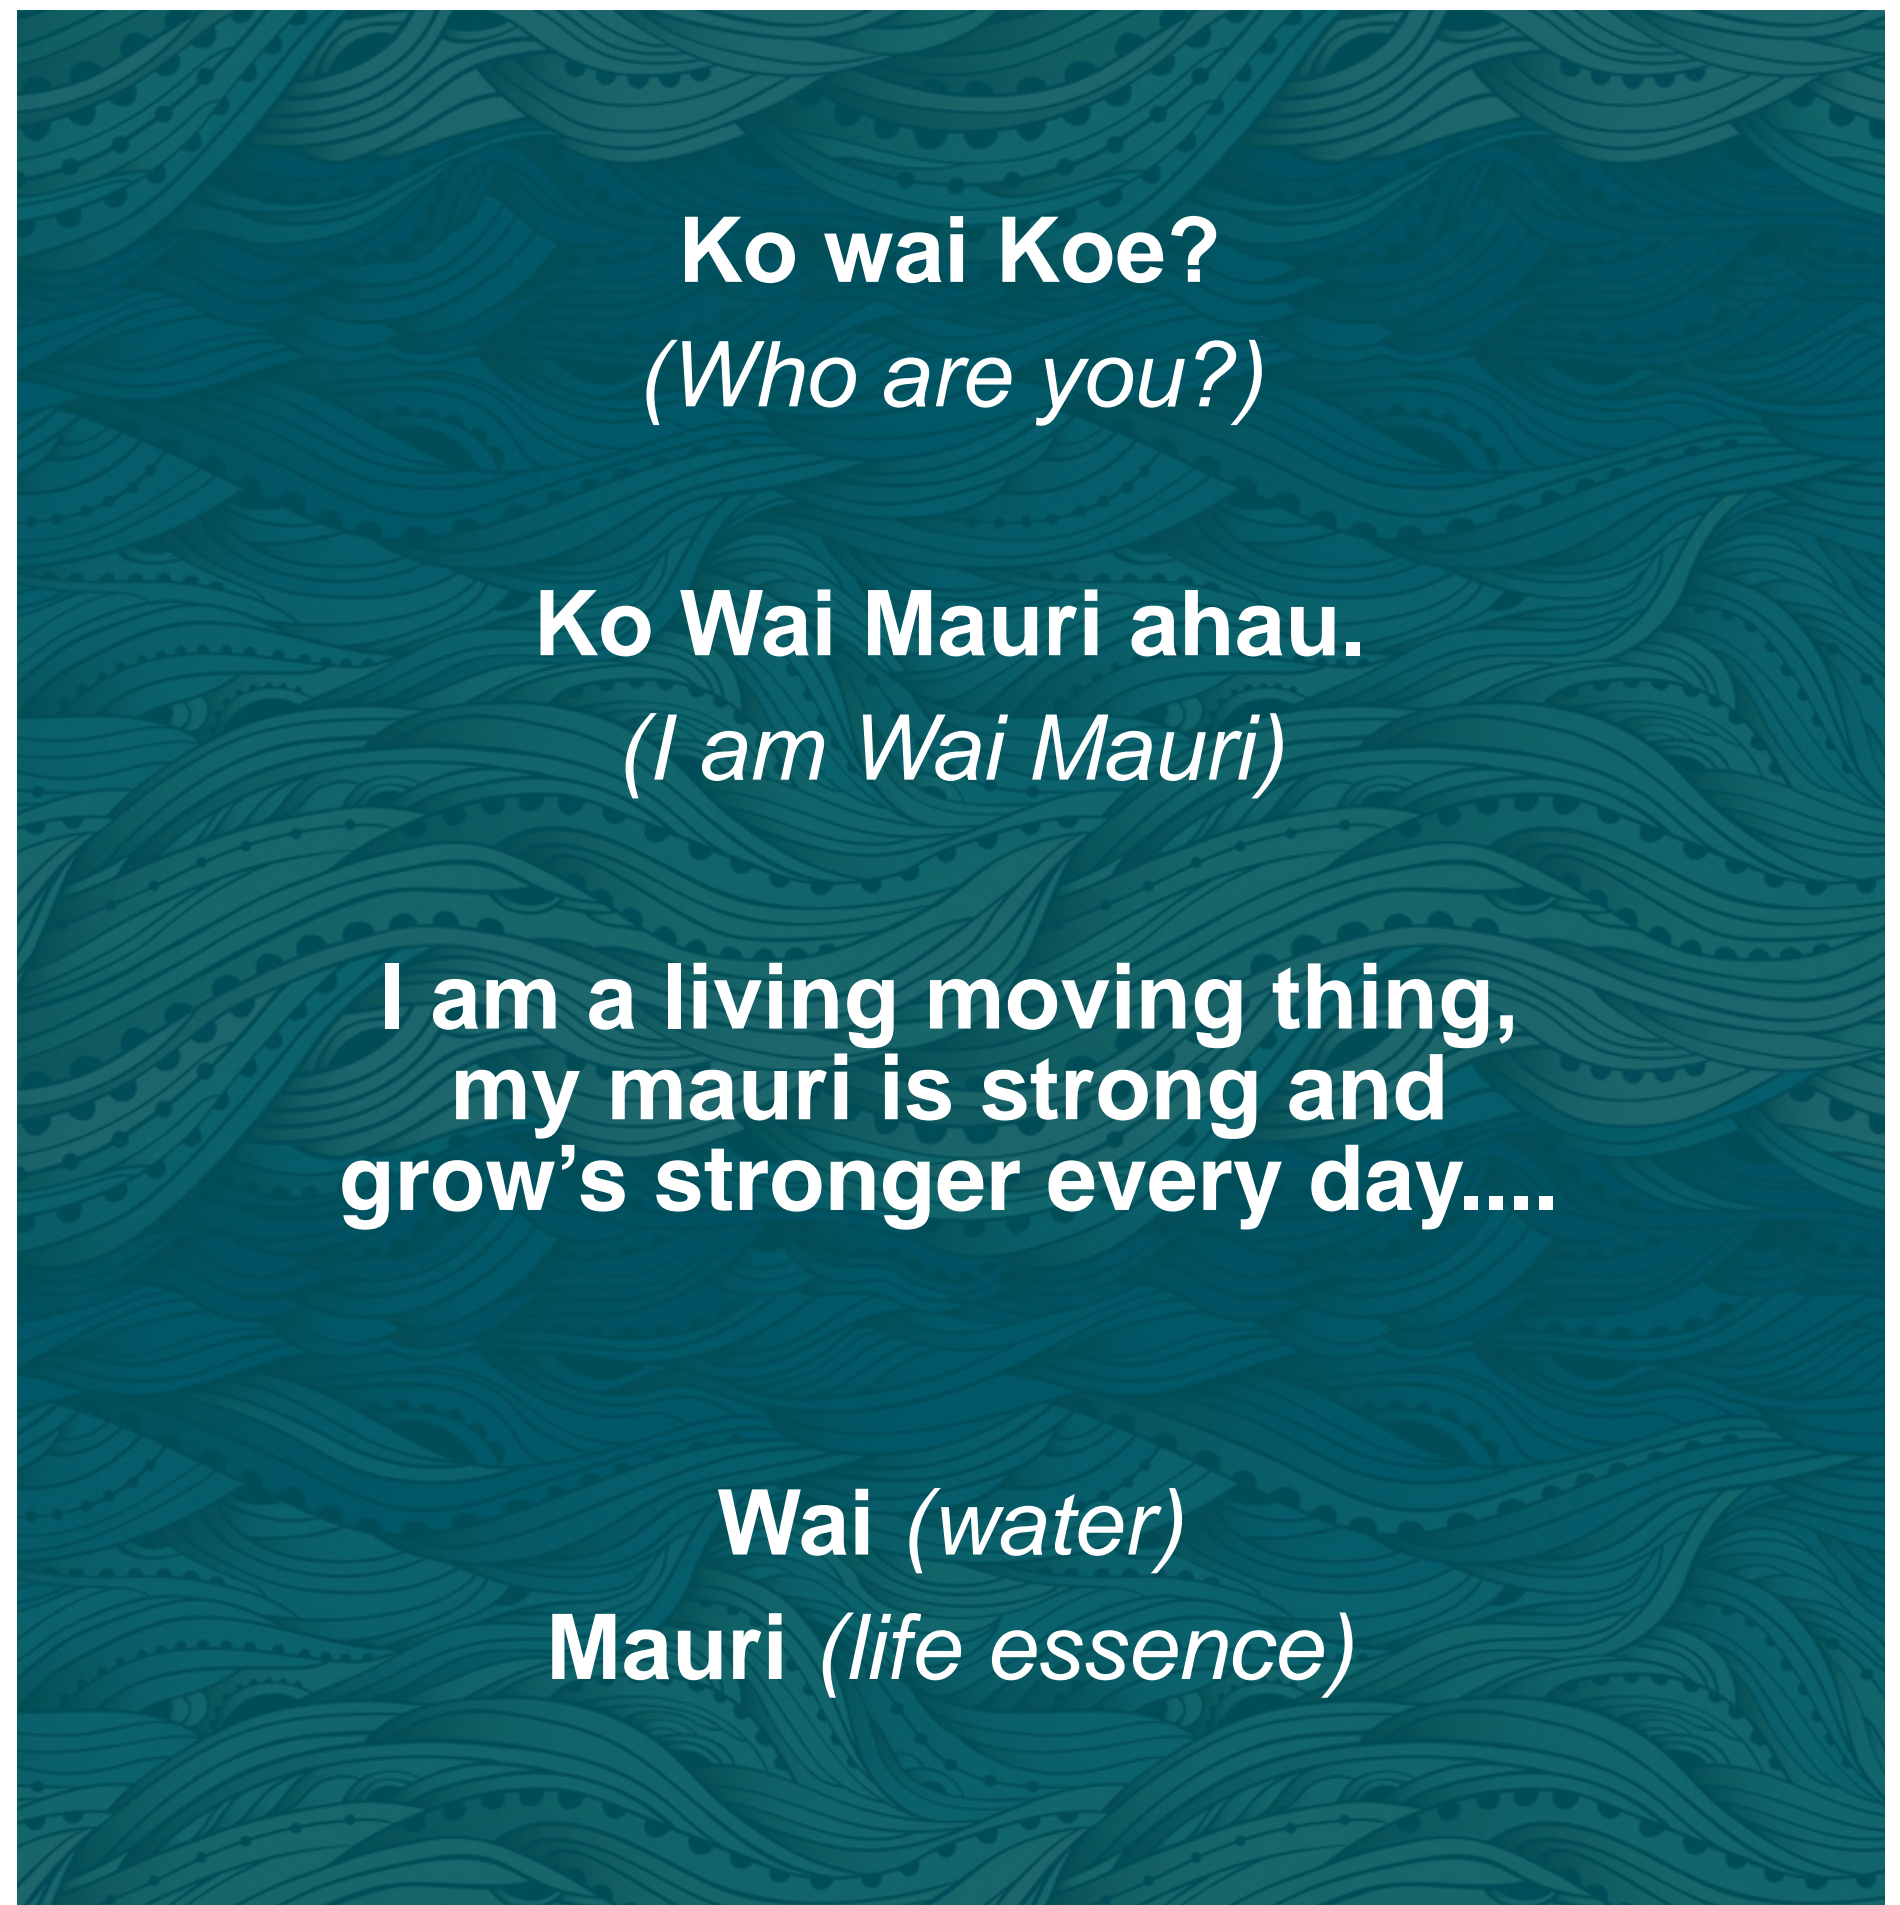 Ko wai Koe?
(Who are you?)
Ko Wai Mauri ahau.
(I am Wai Mauri)
I am a living moving thing,
my mauri is strong and
grow’s stronger every day....
Wai (water)
Mauri (life essence)